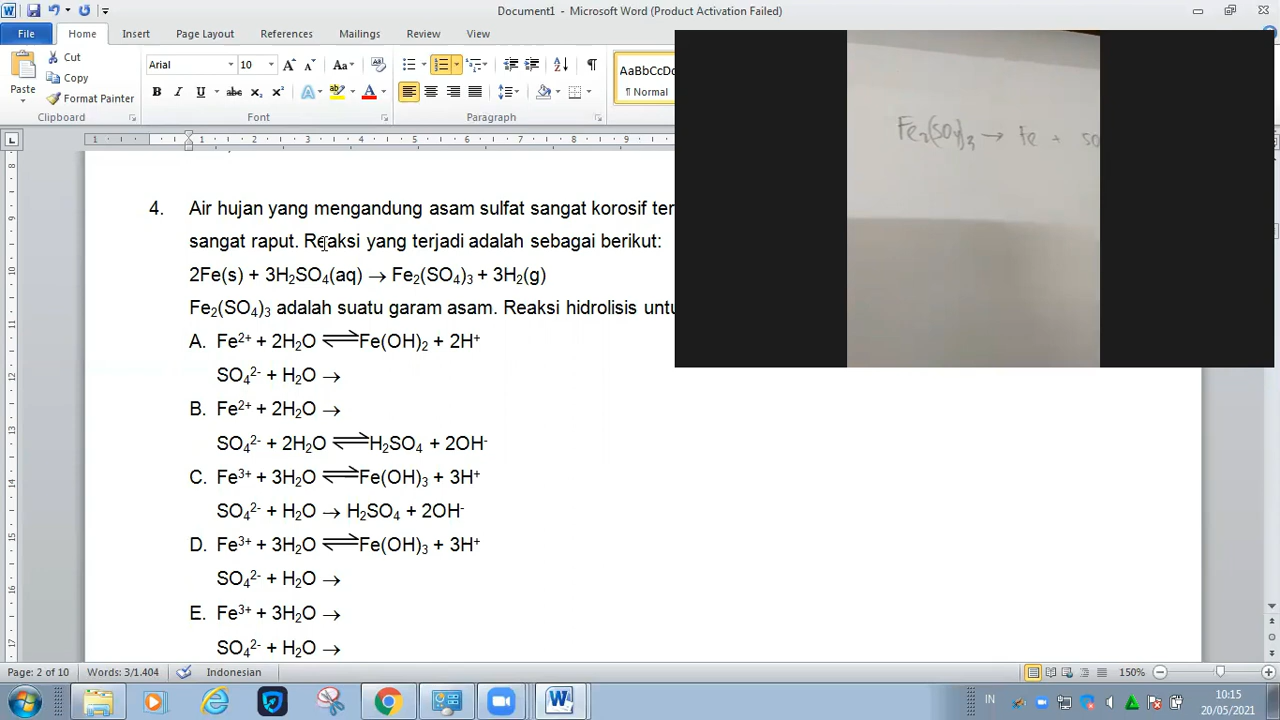 Document1 - Microsoft Word (Product Activation Failed)
File Home Insert Page Layout References Mailings Review View
Paste
Cut
Copy
Format Painter
Clipboard
Arial 10
Font
Paragraph
AaBbCcDc
¶ Normal
Fe₂(SO₄)₃ → Fe + SO
4. Air hujan yang mengandung asam sulfat sangat korosif
sangat raput. Reaksi yang terjadi adalah sebagai berikut:
2Fe(s) + 3H₂SO₄(aq) → Fe₂(SO₄)₃ + 3H₂(g)
Fe₂(SO₄)₃ adalah suatu garam asam. Reaksi hidrolisis
A. Fe²⁺ + 2H₂O ⇌ Fe(OH)₂ + 2H⁺
SO₄²⁻ + H₂O →
B. Fe²⁺ + 2H₂O →
SO₄²⁻ + 2H₂O ⇌ H₂SO₄ + 2OH⁻
C. Fe³⁺ + 3H₂O ⇌ Fe(OH)₃ + 3H⁺
SO₄²⁻ + H₂O → H₂SO₄ + 2OH⁻
D. Fe³⁺ + 3H₂O ⇌ Fe(OH)₃ + 3H⁺
SO₄²⁻ + H₂O →
E. Fe³⁺ + 3H₂O →
SO₄²⁻ + H₂O →
Page: 2 of 10 Words: 3/1.404 Indonesian 150%
IN 10:15
20/05/2021